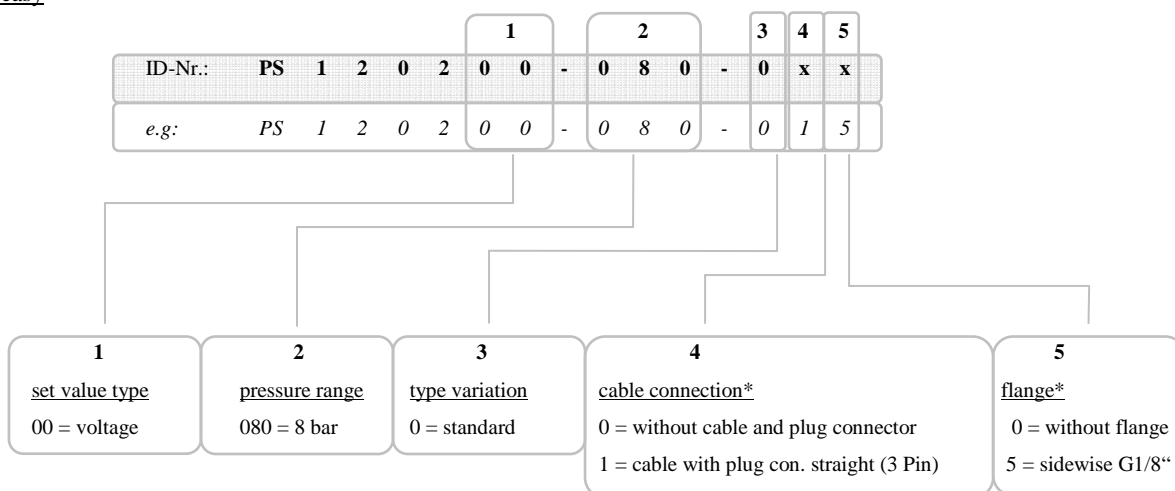 1 2 3 4 5
ID-Nr.: PS 1 2 0 2 0 0 - 0 8 0 - 0 x x
e.g: PS 1 2 0 2 0 0 - 0 8 0 - 0 1 5
1
set value type
00 = voltage
2
pressure range
080 = 8 bar
3
type variation
0 = standard
4
cable connection*
0 = without cable and plug connector
1 = cable with plug con. straight (3 Pin)
5
flange*
0 = without flange
5 = sidewise G1/8“